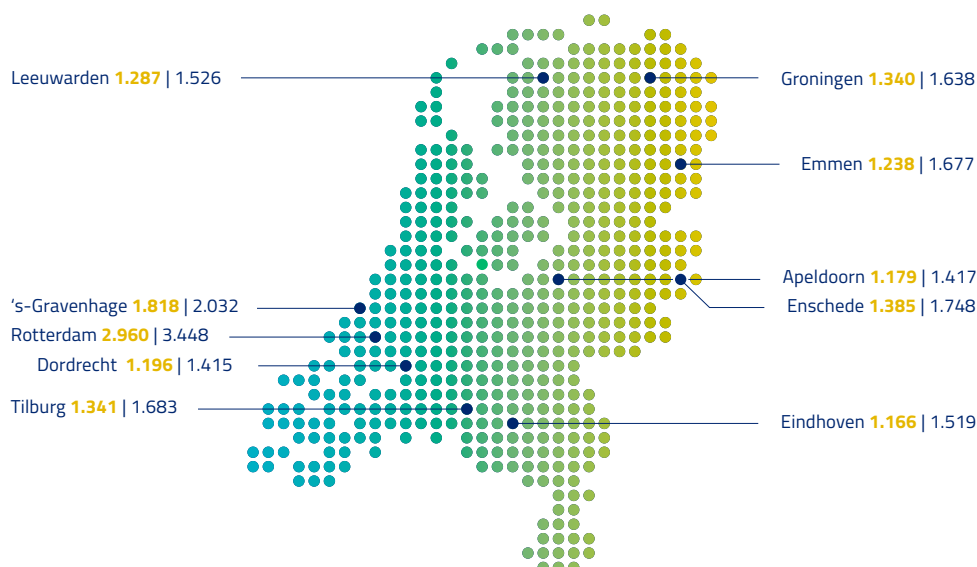 Leeuwarden 1.287 | 1.526
Groningen 1.340 | 1.638
Emmen 1.238 | 1.677
Apeldoorn 1.179 | 1.417
's-Gravenhage 1.818 | 2.032
Enschede 1.385 | 1.748
Rotterdam 2.960 | 3.448
Dordrecht 1.196 | 1.415
Tilburg 1.341 | 1.683
Eindhoven 1.166 | 1.519